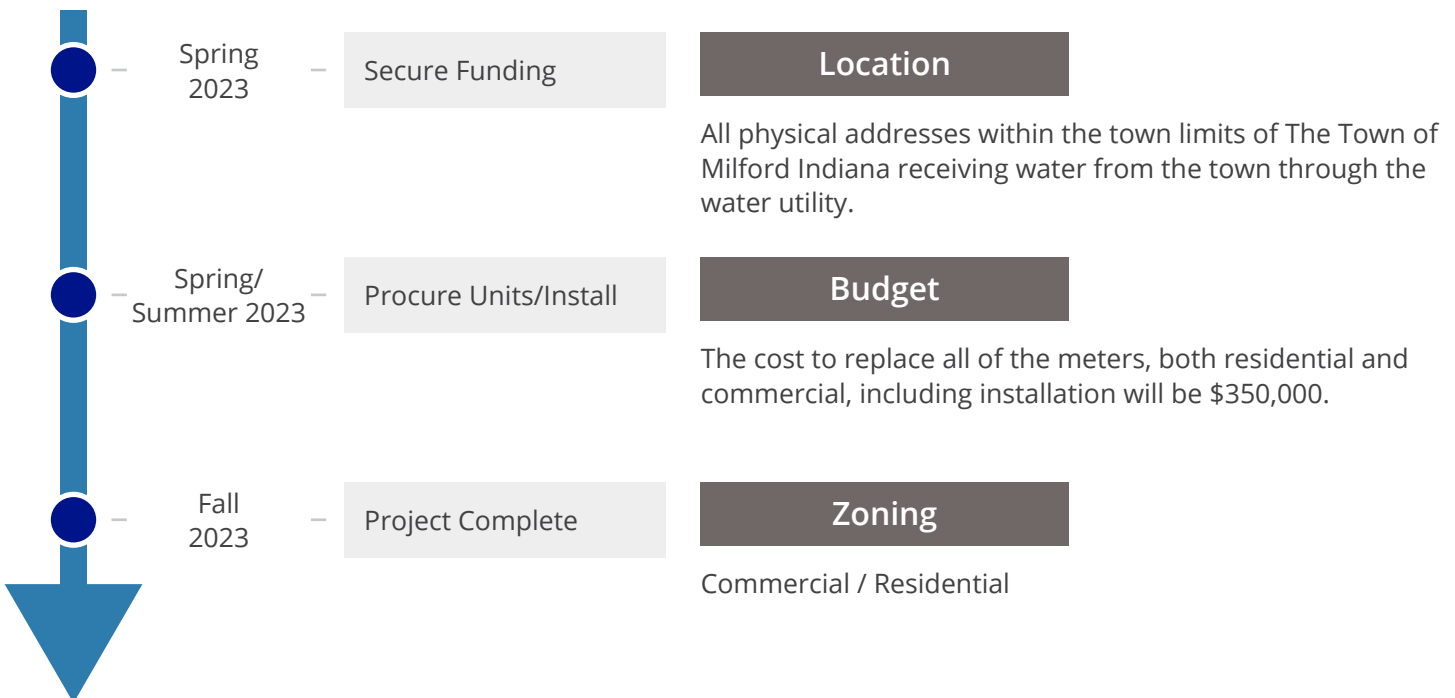 Spring
2023
Secure Funding
Location
All physical addresses within the town limits of The Town of
Milford Indiana receiving water from the town through the
water utility.
Spring/
Summer 2023
Procure Units/Install
Budget
The cost to replace all of the meters, both residential and
commercial, including installation will be $350,000.
Fall
2023
Project Complete
Zoning
Commercial / Residential